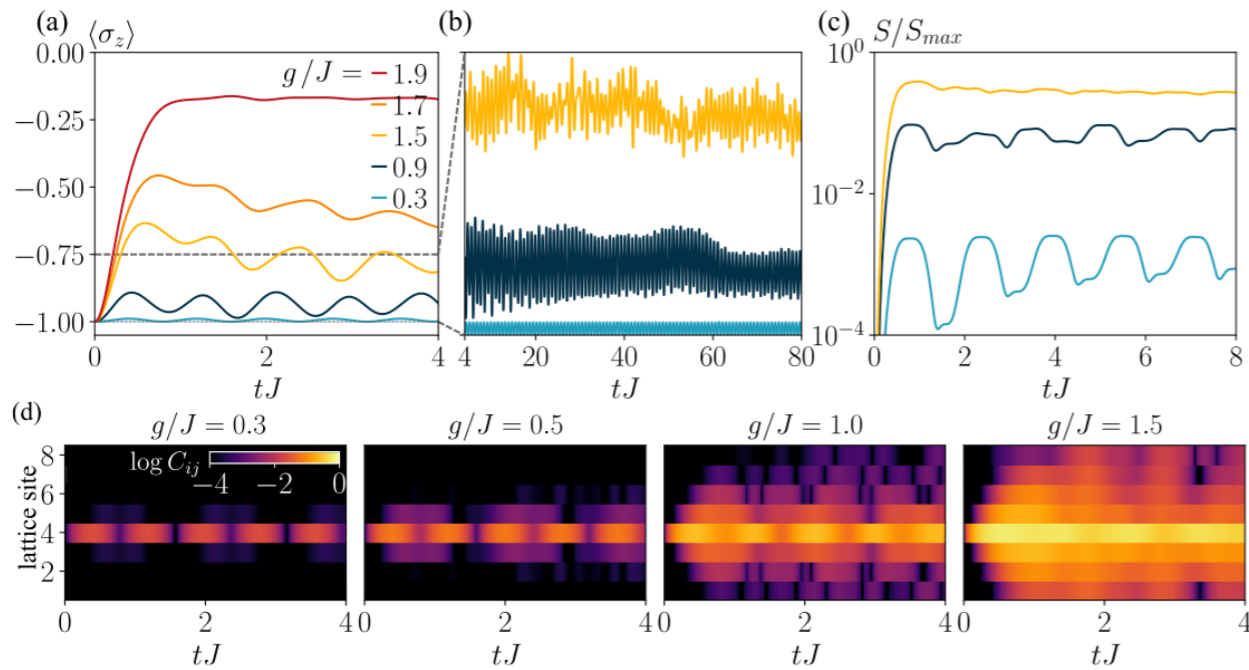 (a)
⟨σ_z⟩
0.00
−0.25
−0.50
−0.75
−1.00
g/J =
1.9
1.7
1.5
0.9
0.3
0 2 4
tJ
(b)
4 20 40 60 80
tJ
(c)
S/S_max
10^0
10^−2
10^−4
0 2 4 6 8
tJ
(d)
g/J = 0.3
g/J = 0.5
g/J = 1.0
g/J = 1.5
log C_ij
−4 −2 0
lattice site
8
6
4
2
0 2 4
tJ
0 2 4
tJ
0 2 4
tJ
0 2 4
tJ